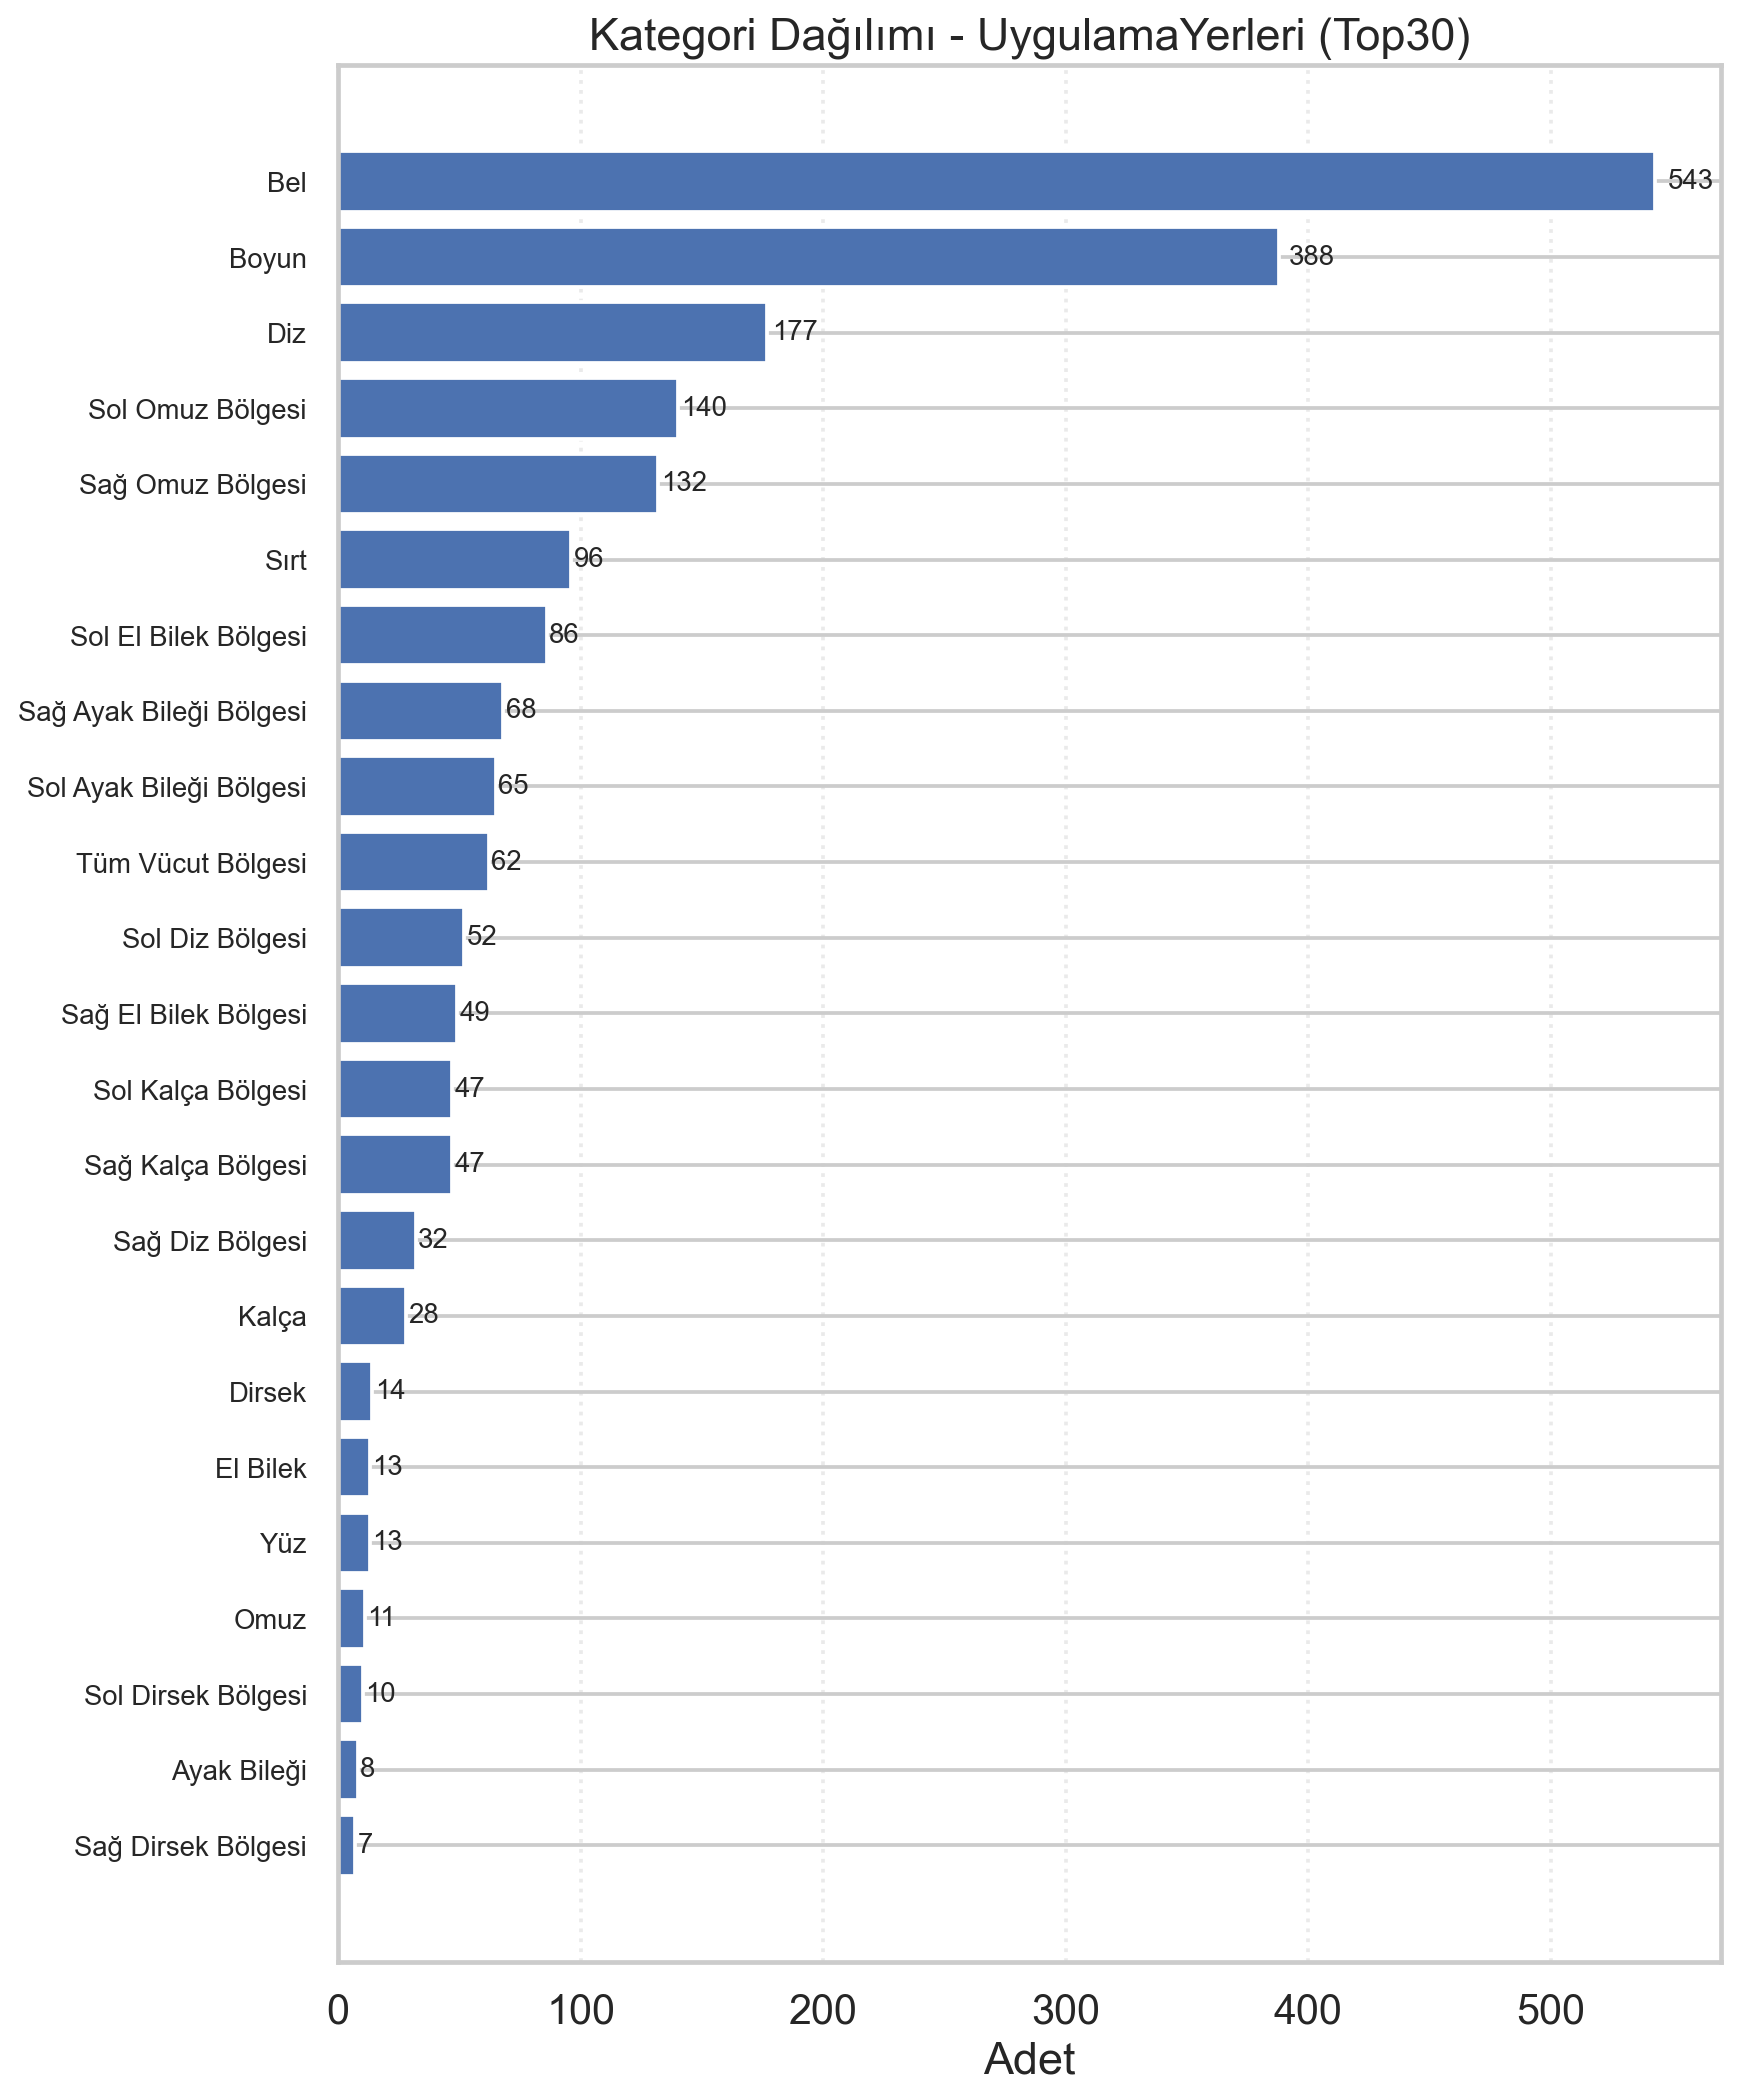 Kategori Dağılımı - UygulamaYerleri (Top30)
Bel 543
Boyun 388
Diz 177
Sol Omuz Bölgesi 140
Sağ Omuz Bölgesi 132
Sırt 96
Sol El Bilek Bölgesi 86
Sağ Ayak Bileği Bölgesi 68
Sol Ayak Bileği Bölgesi 65
Tüm Vücut Bölgesi 62
Sol Diz Bölgesi 52
Sağ El Bilek Bölgesi 49
Sol Kalça Bölgesi 47
Sağ Kalça Bölgesi 47
Sağ Diz Bölgesi 32
Kalça 28
Dirsek 14
El Bilek 13
Yüz 13
Omuz 11
Sol Dirsek Bölgesi 10
Ayak Bileği 8
Sağ Dirsek Bölgesi 7
0 100 200 300 400 500
Adet